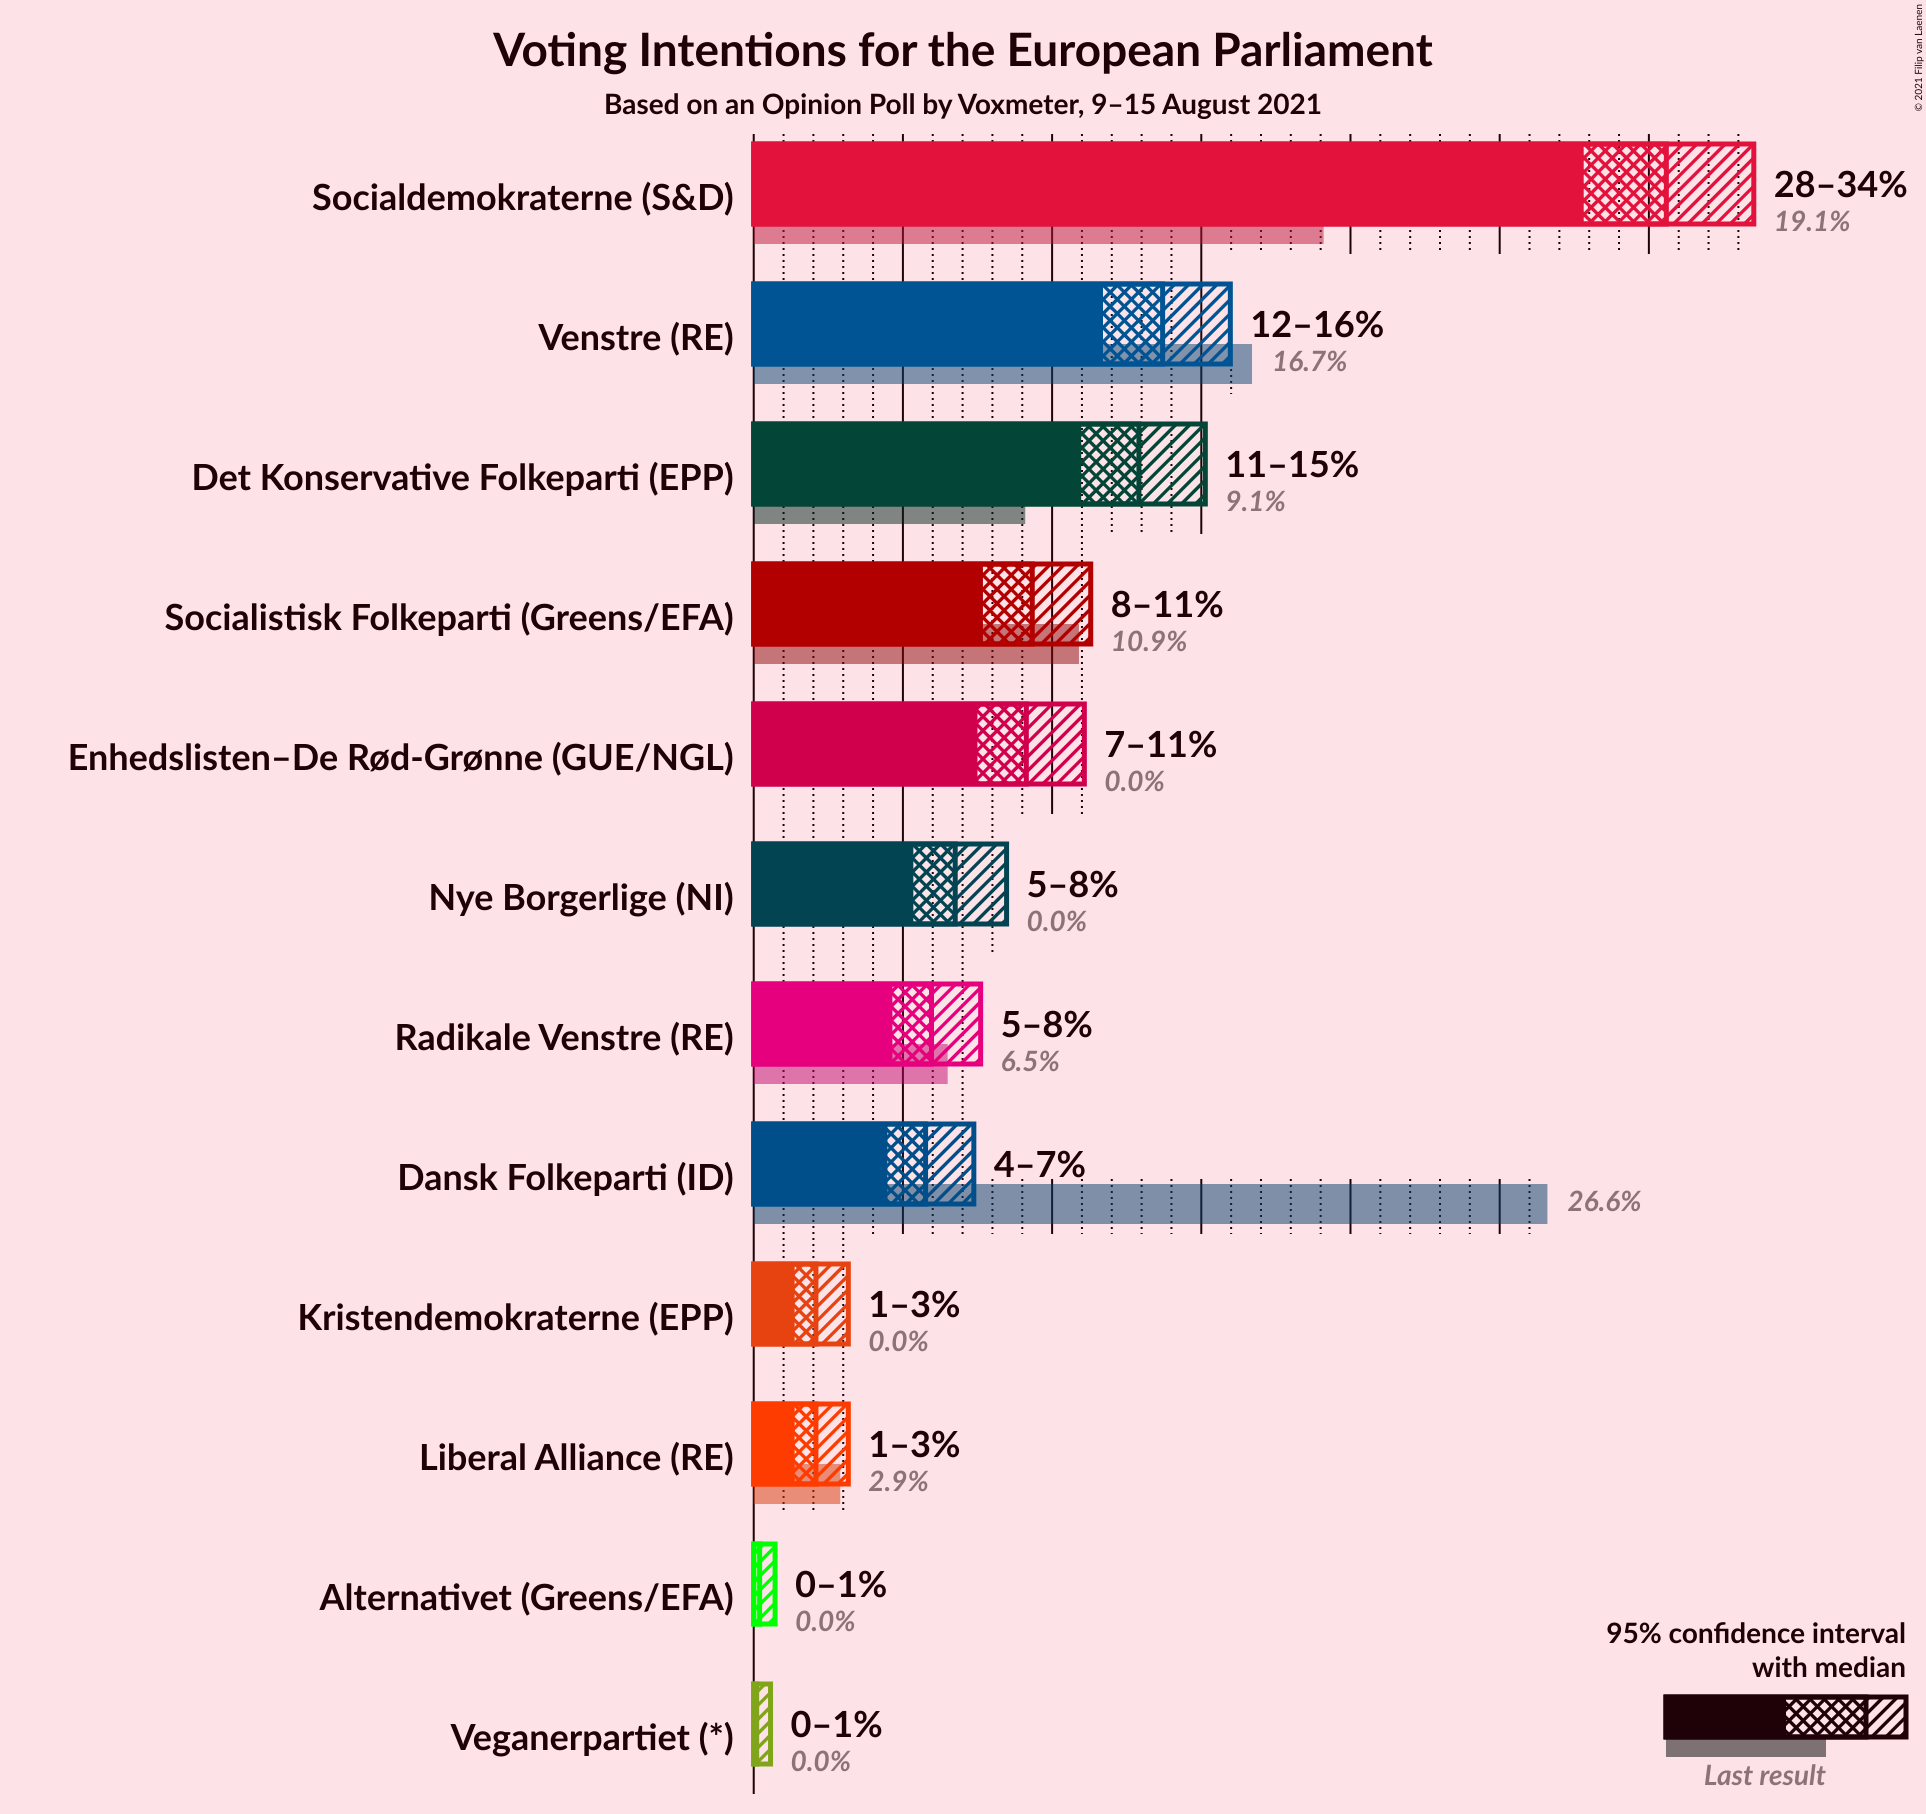 Voting Intentions for the European Parliament
Based on an Opinion Poll by Voxmeter, 9–15 August 2021
© 2021 Filip van Laenen
Socialdemokraterne (S&D)
28–34%
19.1%
Venstre (RE)
12–16%
16.7%
Det Konservative Folkeparti (EPP)
11–15%
9.1%
Socialistisk Folkeparti (Greens/EFA)
8–11%
10.9%
Enhedslisten–De Rød-Grønne (GUE/NGL)
7–11%
0.0%
Nye Borgerlige (NI)
5–8%
0.0%
Radikale Venstre (RE)
5–8%
6.5%
Dansk Folkeparti (ID)
4–7%
26.6%
Kristendemokraterne (EPP)
1–3%
0.0%
Liberal Alliance (RE)
1–3%
2.9%
Alternativet (Greens/EFA)
0–1%
0.0%
Veganerpartiet (*)
0–1%
0.0%
95% confidence interval
with median
Last result